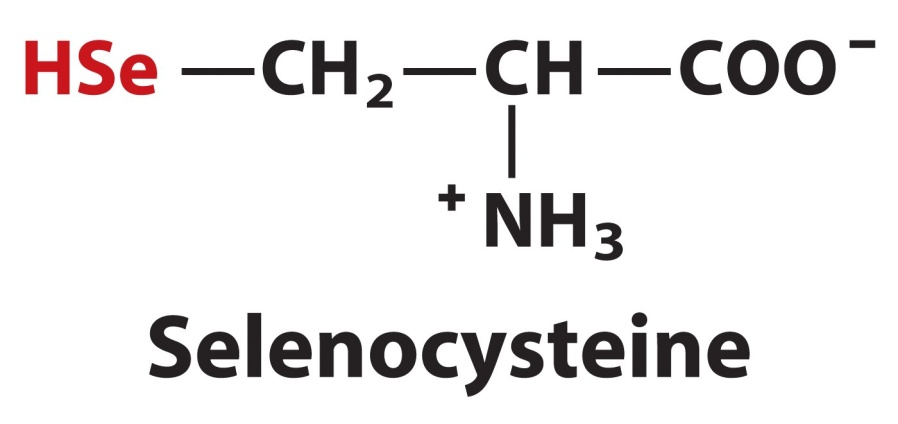 HSe—CH₂—CH—COO⁻
⁺NH₃
Selenocysteine